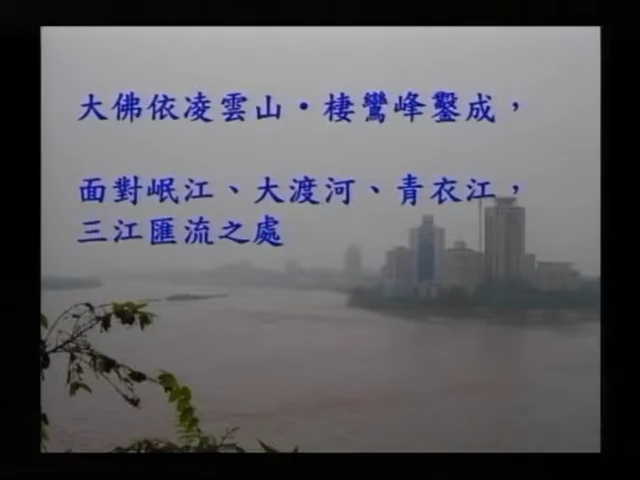 大佛依凌雲山•棲鸞峰鑿成，
面對岷江、大渡河、青衣江，
三江匯流之處